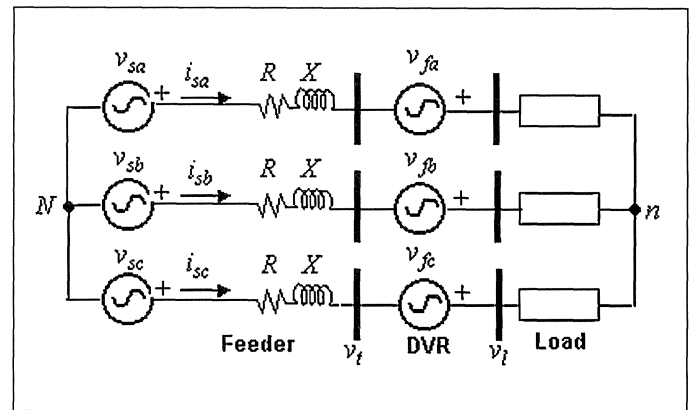 v_sa i_sa R X v_fa
+ +
v_sb i_sb R X v_fb
N + + n
v_sc i_sc R X v_fc
+ +
Feeder v_t DVR v_l Load